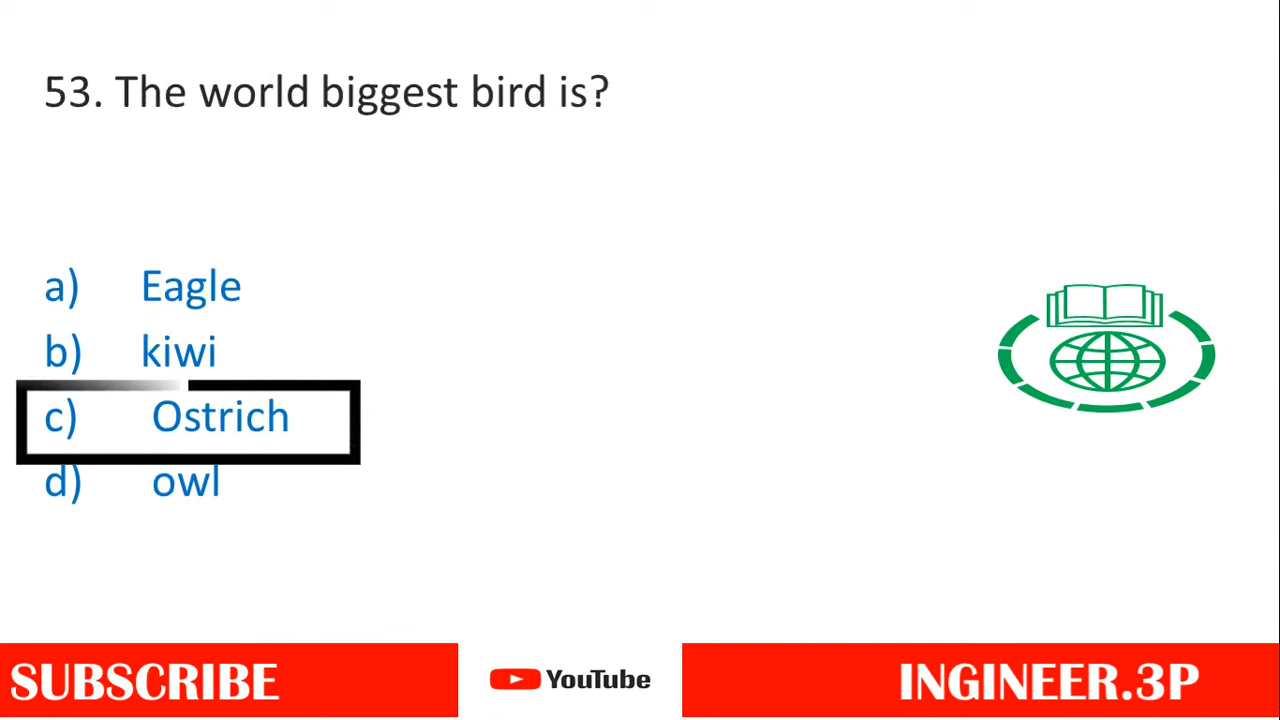 53. The world biggest bird is?
a) Eagle
b) kiwi
c) Ostrich
d) owl
SUBSCRIBE YouTube INGINEER.3P